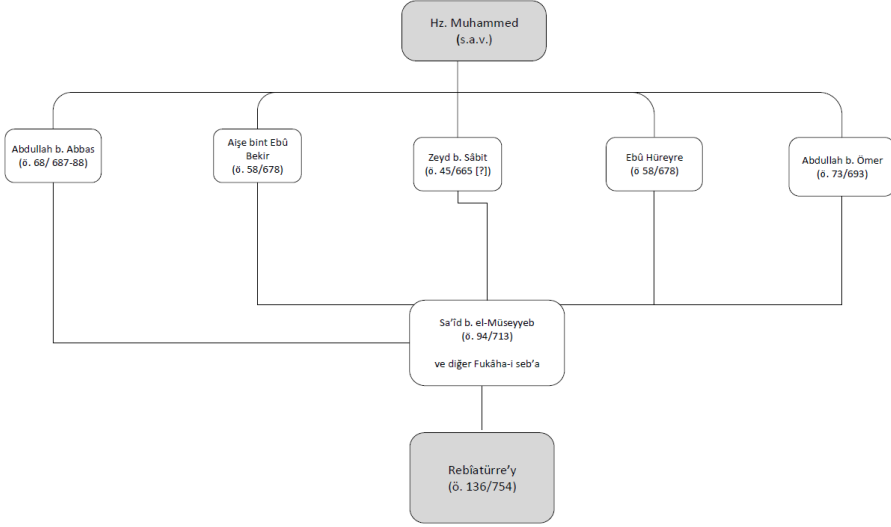 Hz. Muhammed
(s.a.v.)
Abdullah b. Abbas
(ö. 68/ 687-88)
Aişe bint Ebû
Bekir
(ö. 58/678)
Zeyd b. Sâbit
(ö. 45/665 [?])
Ebû Hüreyre
(ö 58/678)
Abdullah b. Ömer
(ö. 73/693)
Sa'îd b. el-Müseyyeb
(ö. 94/713)
ve diğer Fukâha-i seb'a
Rebîatürre'y
(ö. 136/754)